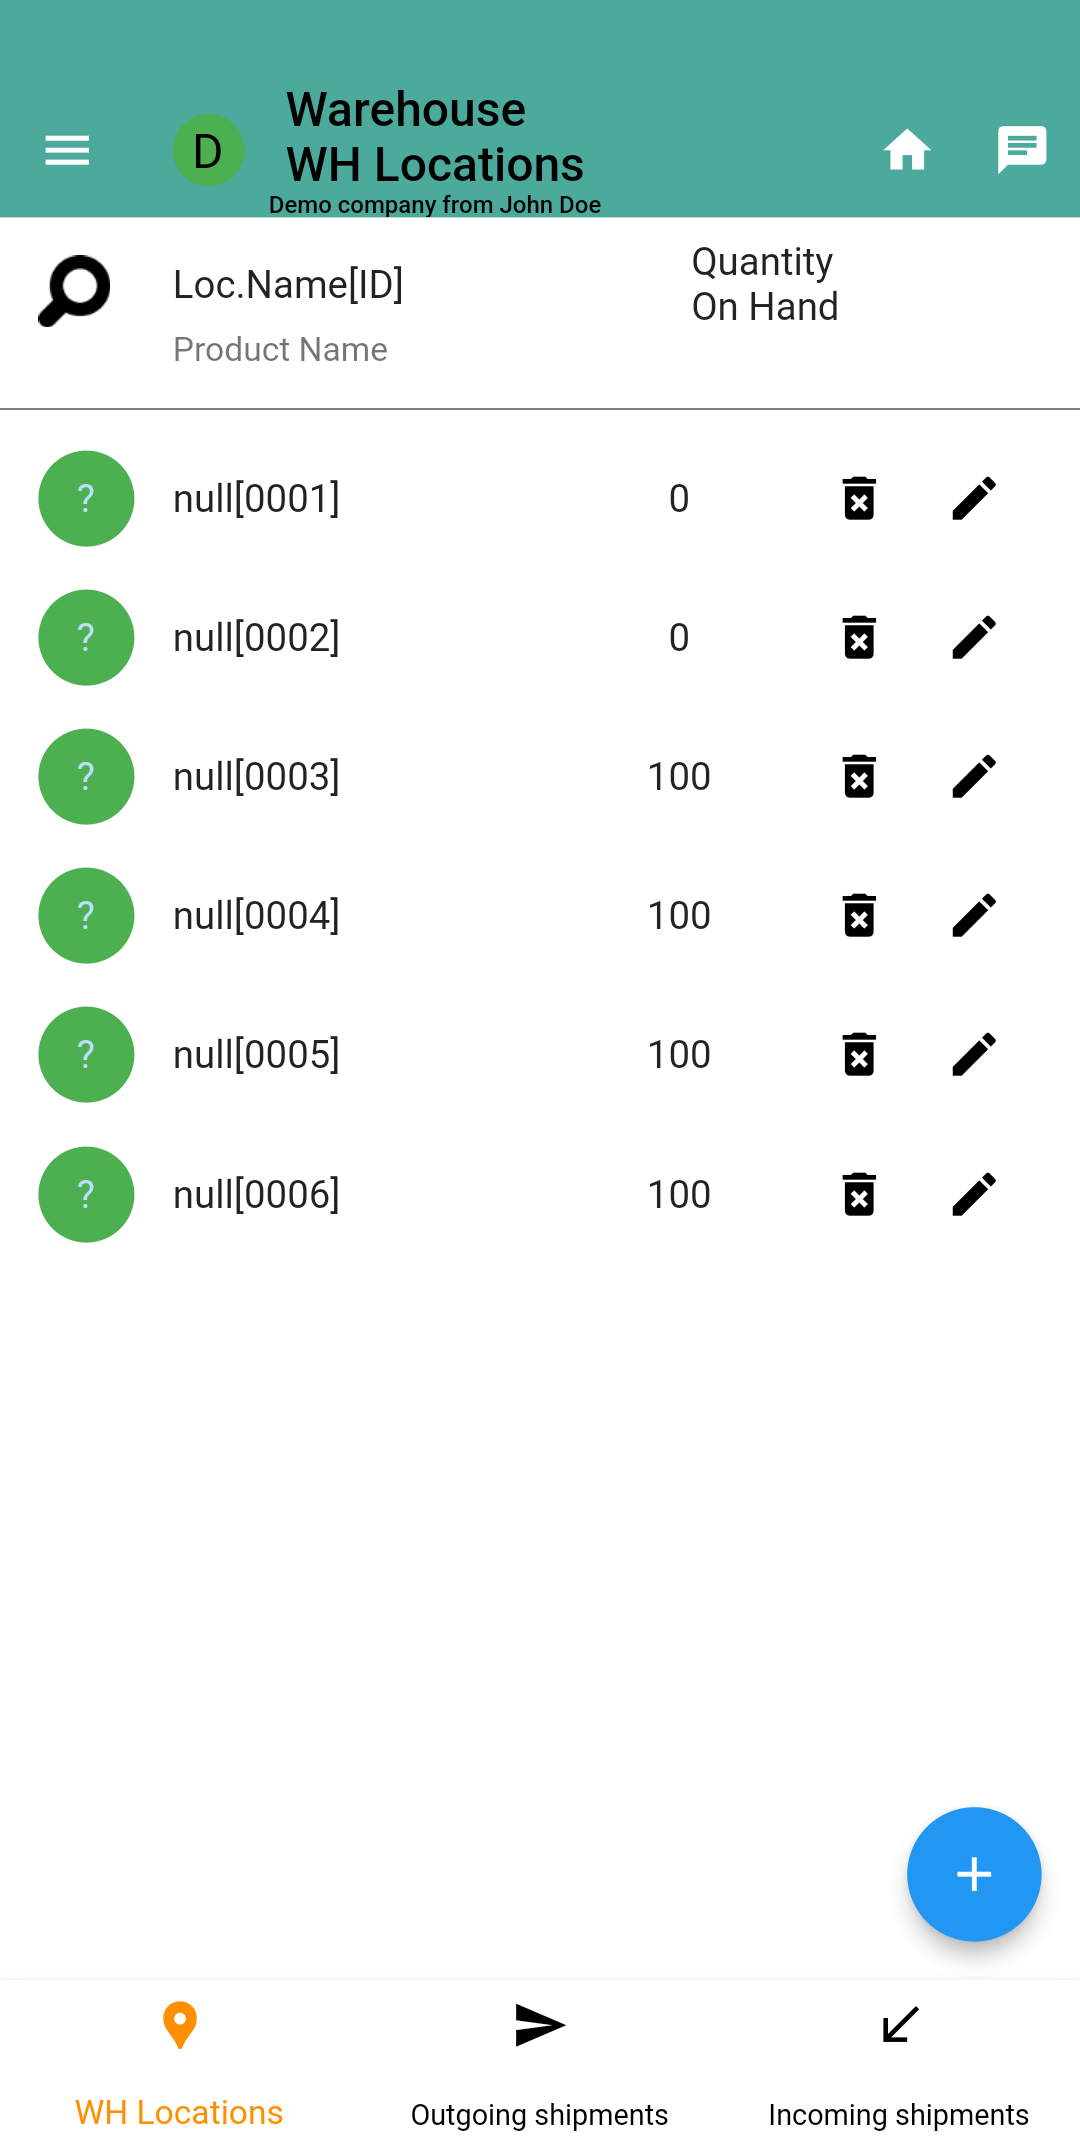 D
Warehouse
WH Locations
Demo company from John Doe
Loc.Name[ID]
Quantity
On Hand
Product Name
? null[0001] 0
? null[0002] 0
? null[0003] 100
? null[0004] 100
? null[0005] 100
? null[0006] 100
WH Locations
Outgoing shipments
Incoming shipments